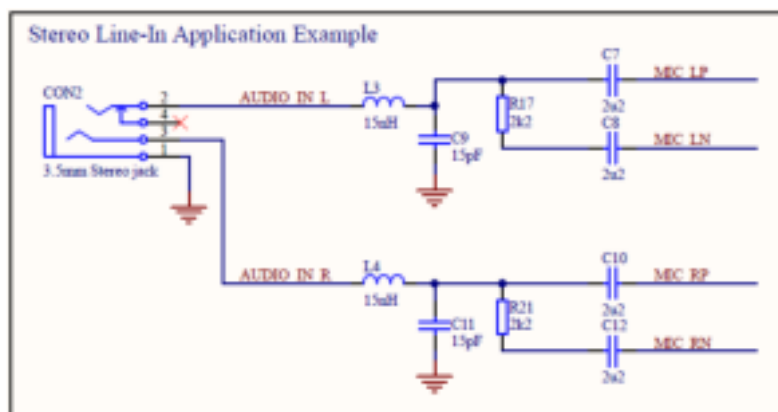 Stereo Line-In Application Example
CON2
2
4
3
1
3.5mm Stereo jack
AUDIO_IN_L
L3
15nH
C9
15pF
R17
2k2
C7
2u2
MIC_LP
C8
2u2
MIC_LN
AUDIO_IN_R
L4
15nH
C11
15pF
R21
2k2
C10
2u2
MIC_RP
C12
2u2
MIC_RN